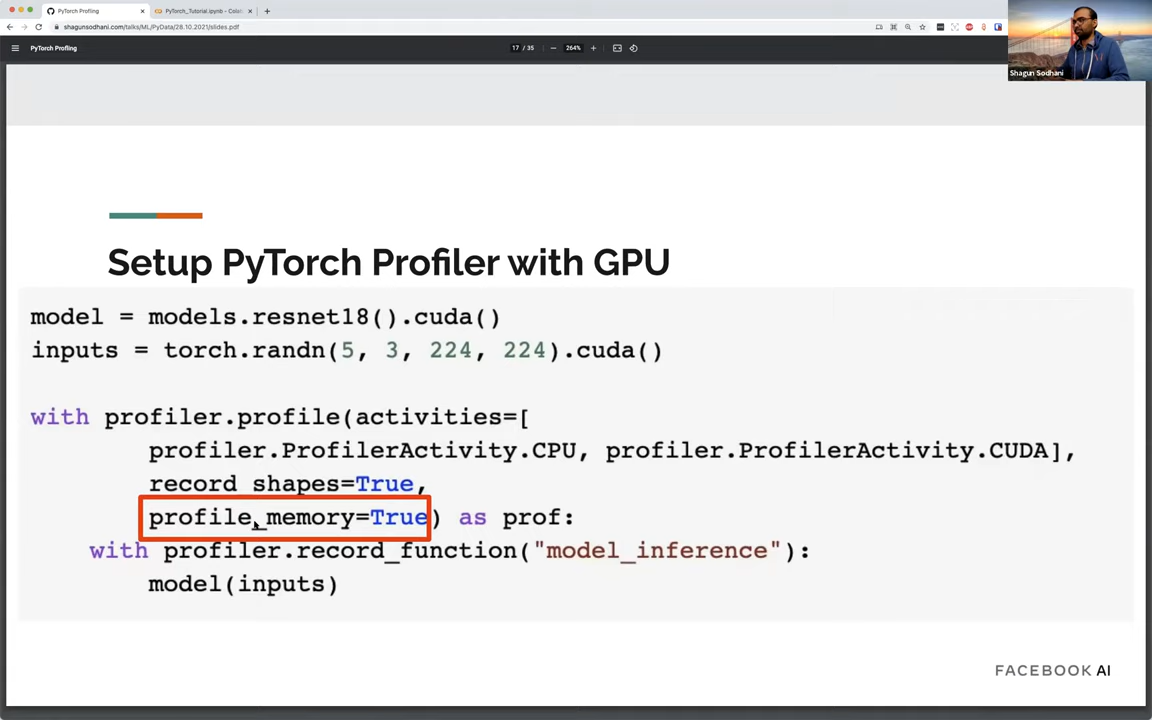 PyTorch Profling
PyTorch_Tutorial.ipynb - Colab
shagunsodhani.com/talks/ML/PyData/28.10.2021/slides.pdf
PyTorch Profling
17 / 35
264%
Shagun Sodhani
Setup PyTorch Profiler with GPU
model = models.resnet18().cuda()
inputs = torch.randn(5, 3, 224, 224).cuda()
with profiler.profile(activities=[
profiler.ProfilerActivity.CPU, profiler.ProfilerActivity.CUDA],
record_shapes=True,
profile_memory=True) as prof:
with profiler.record_function("model_inference"):
model(inputs)
FACEBOOK AI